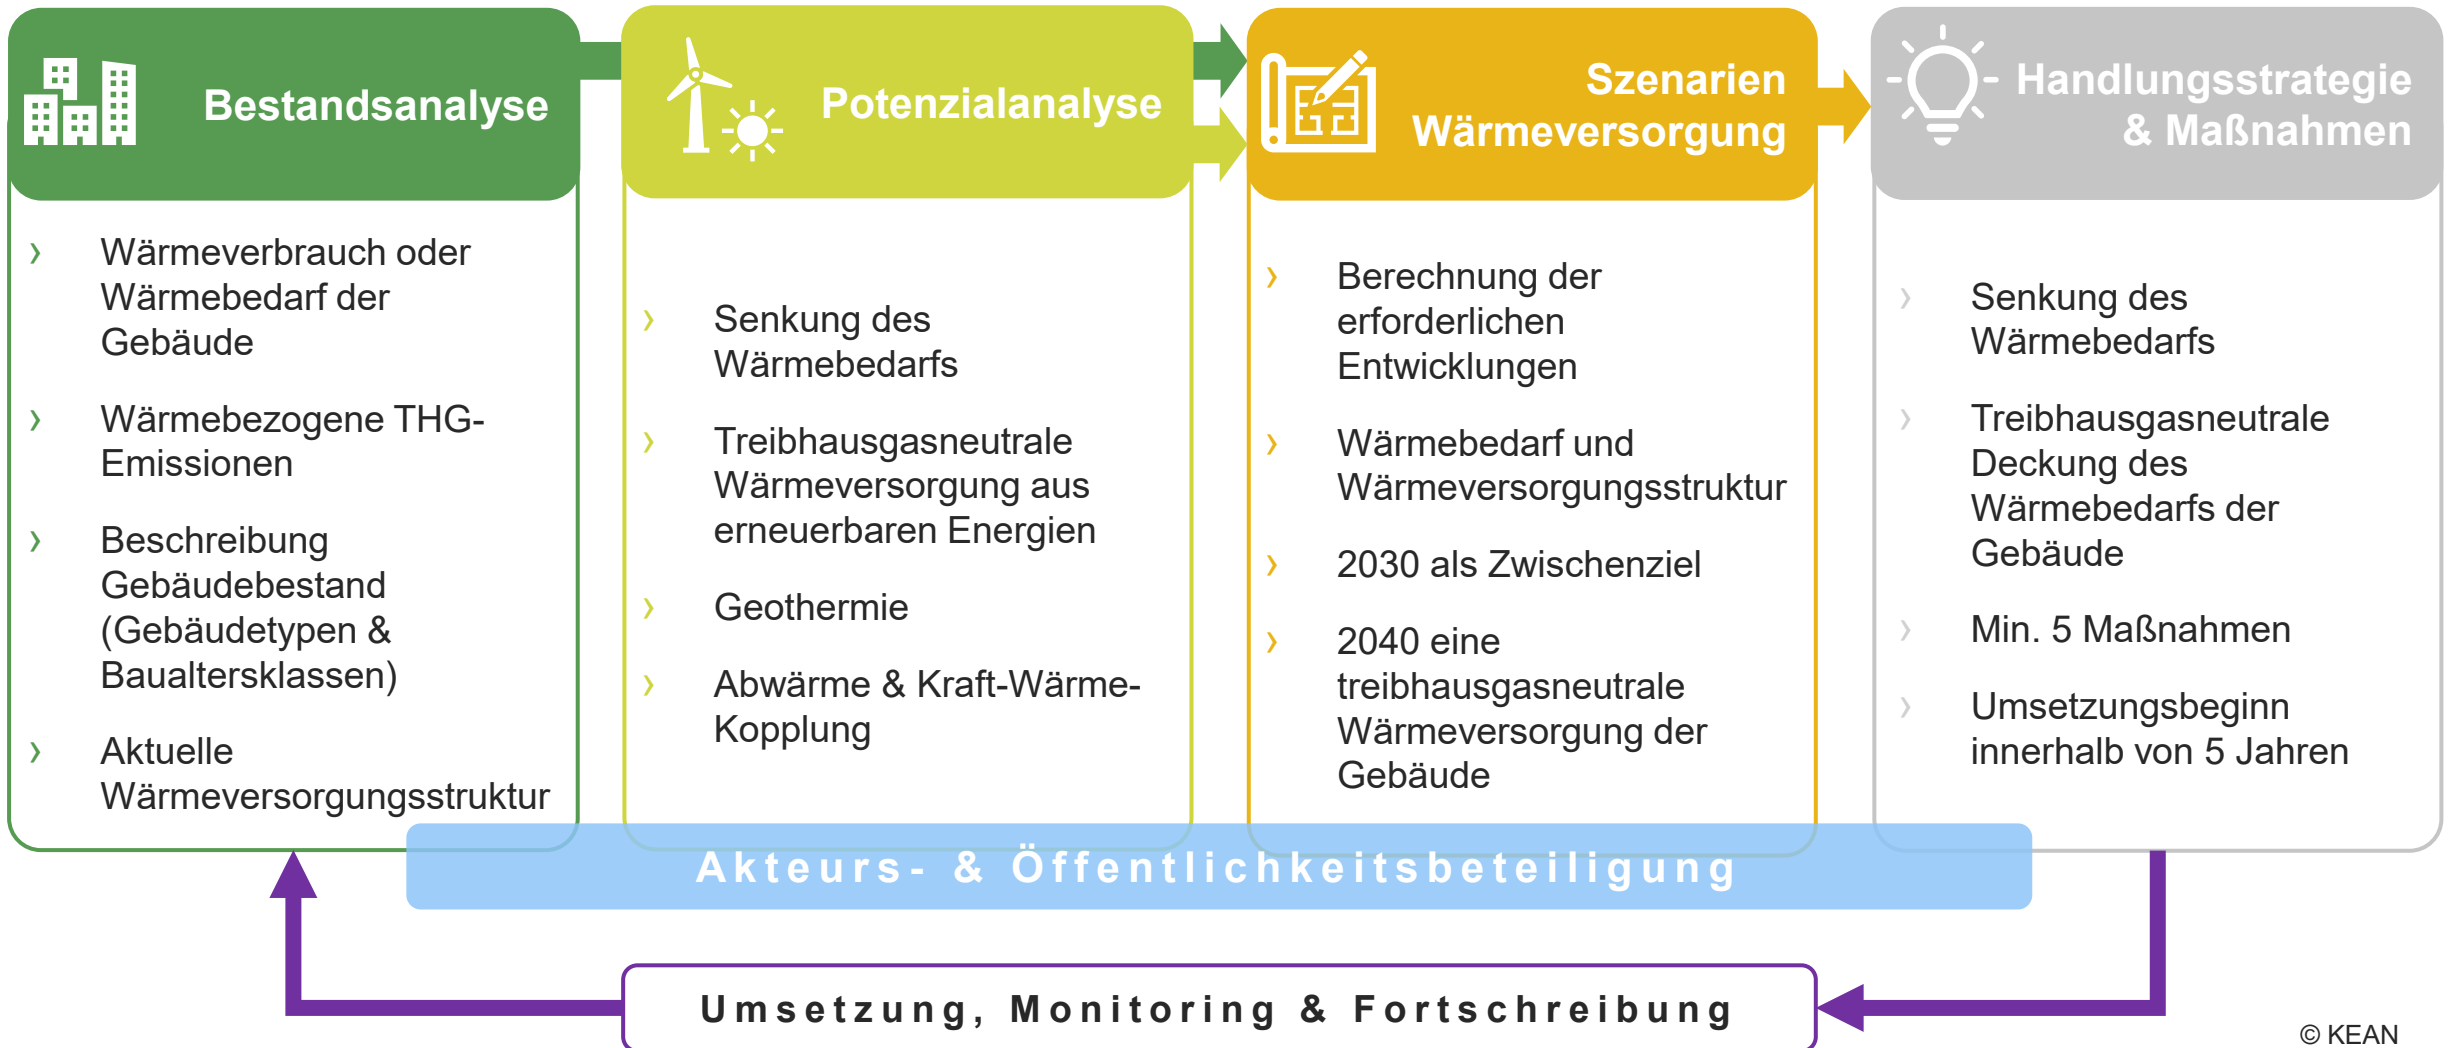 Bestandsanalyse
Wärmeverbrauch oder
Wärmebedarf der
Gebäude
Wärmebezogene THG-
Emissionen
Beschreibung
Gebäudebestand
(Gebäudetypen &
Baualtersklassen)
Aktuelle
Wärmeversorgungsstruktur
Potenzialanalyse
Senkung des
Wärmebedarfs
Treibhausgasneutrale
Wärmeversorgung aus
erneuerbaren Energien
Geothermie
Abwärme & Kraft-Wärme-
Kopplung
Szenarien
Wärmeversorgung
Berechnung der
erforderlichen
Entwicklungen
Wärmebedarf und
Wärmeversorgungsstruktur
2030 als Zwischenziel
2040 eine
treibhausgasneutrale
Wärmeversorgung der
Gebäude
Handlungsstrategie
& Maßnahmen
Senkung des
Wärmebedarfs
Treibhausgasneutrale
Deckung des
Wärmebedarfs der
Gebäude
Min. 5 Maßnahmen
Umsetzungsbeginn
innerhalb von 5 Jahren
Akteurs- & Öffentlichkeitsbeteiligung
Umsetzung, Monitoring & Fortschreibung
© KEAN